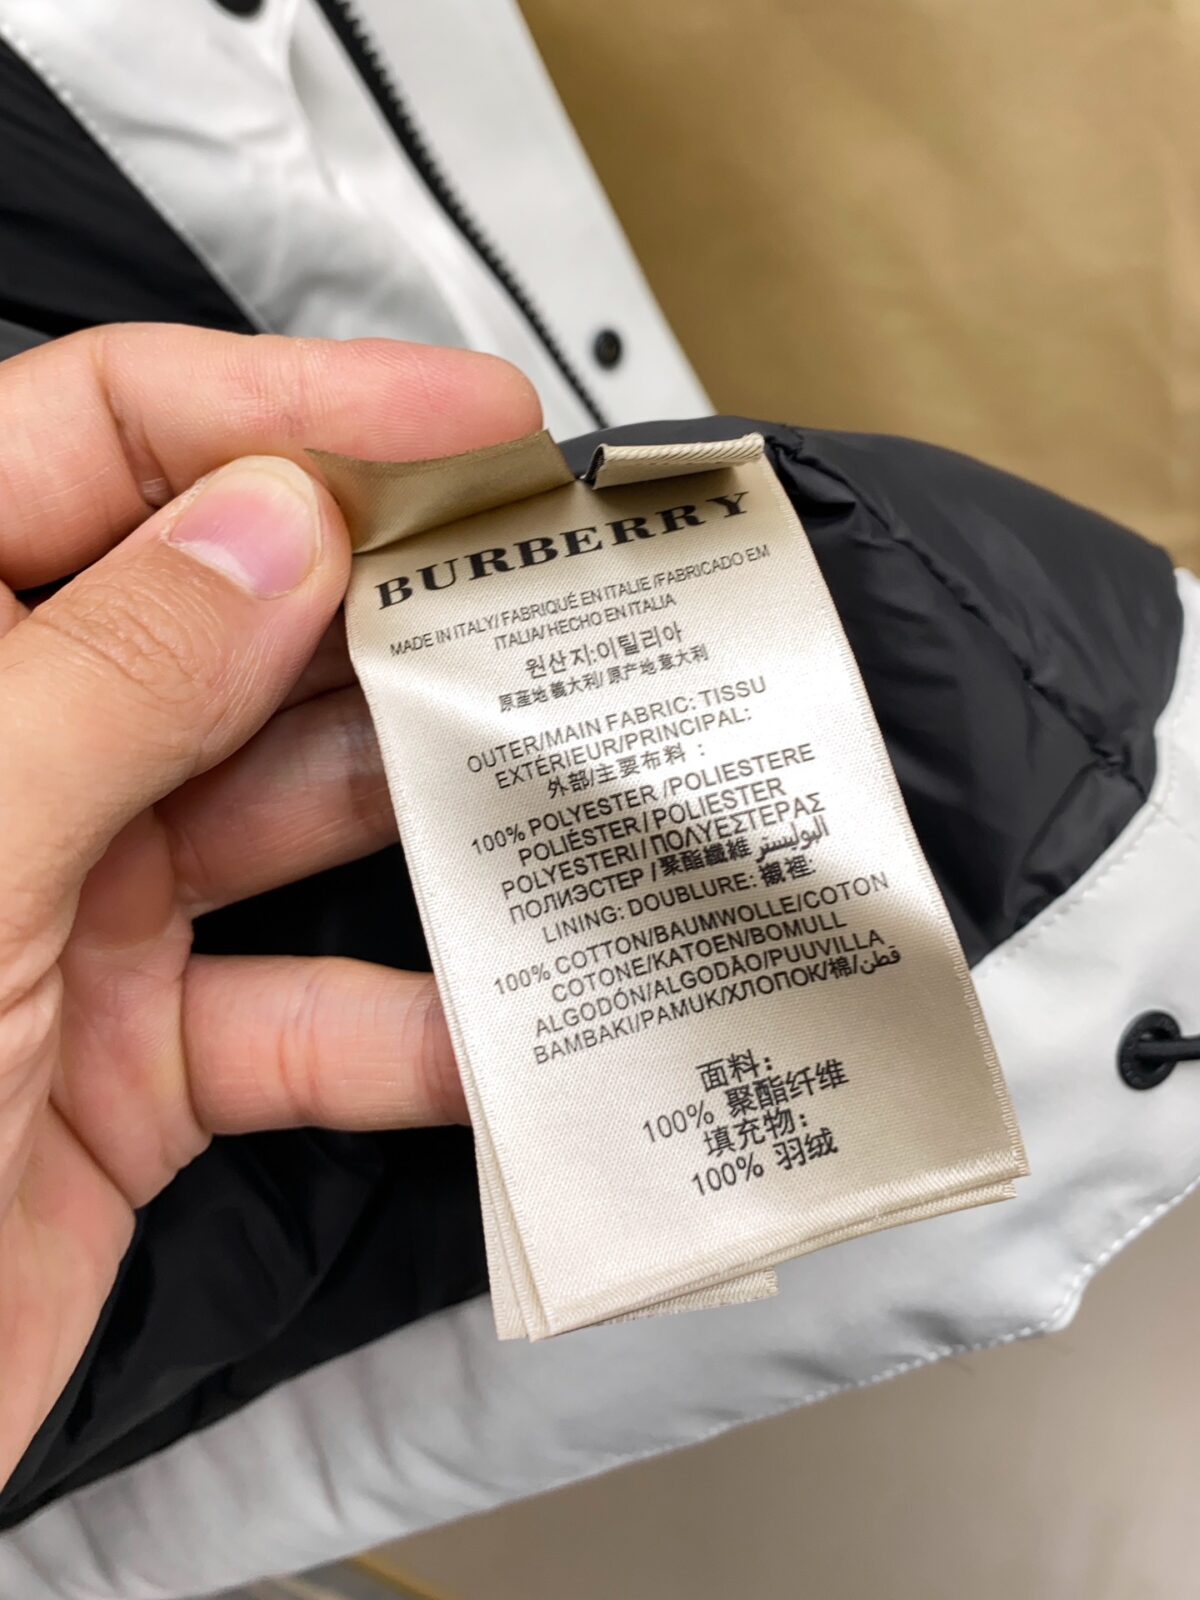 BURBERRY
MADE IN ITALY/ FABRIQUÉ EN ITALIE /FABRICADO EM
ITALIA/ HECHO EN ITALIA
원산지:이틸리아
原産地 義大利/ 原产地 意大利
OUTER/MAIN FABRIC: TISSU
EXTÉRIEUR/PRINCIPAL:
外部/主要布料 :
100% POLYESTER /POLIESTERE
POLIÉSTER / POLIESTER
POLYESTERI / ΠΟΛΥΕΣΤΕΡΑΣ
ПОЛИЭСТЕР / 聚酯纖維 البوليستر
LINING: DOUBLURE: 襯裡:
100% COTTON/BAUMWOLLE/COTON
COTONE/KATOEN/BOMULL
ALGODÓN/ALGODÃO/PUUVILLA
BAMBAKI/PAMUK/ХЛОПОК/棉/قطن
面料:
100% 聚酯纤维
填充物:
100% 羽绒